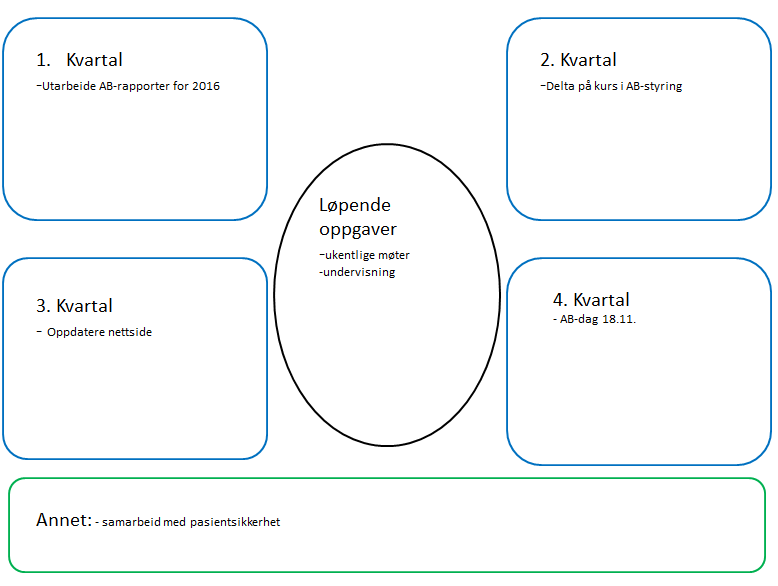 1. Kvartal
-Utarbeide AB-rapporter for 2016
2. Kvartal
-Delta på kurs i AB-styring
Løpende
oppgaver
-ukentlige møter
-undervisning
3. Kvartal
- Oppdatere nettside
4. Kvartal
- AB-dag 18.11.
Annet: - samarbeid med pasientsikkerhet